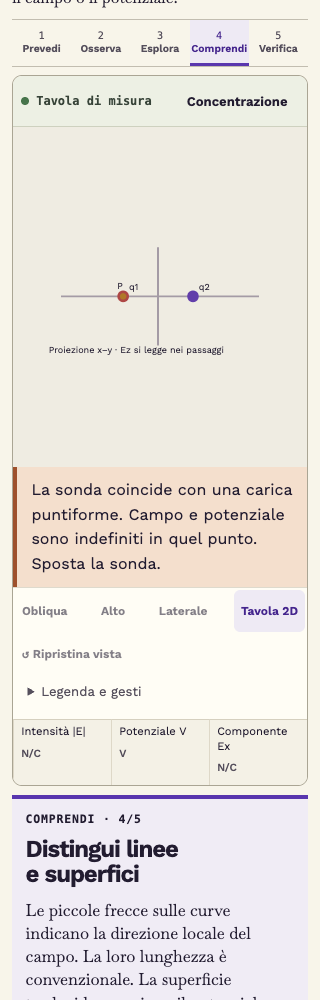 1
Prevedi
2
Osserva
3
Esplora
4
Comprendi
5
Verifica
Tavola di misura
Concentrazione
P q1
q2
Proiezione x–y · Ez si legge nei passaggi
La sonda coincide con una carica
puntiforme. Campo e potenziale
sono indefiniti in quel punto.
Sposta la sonda.
Obliqua
Alto
Laterale
Tavola 2D
↺ Ripristina vista
▶ Legenda e gesti
Intensità |E|
N/C
Potenziale V
V
Componente
Ex
N/C
COMPRENDI · 4/5
Distingui linee
e superfici
Le piccole frecce sulle curve
indicano la direzione locale del
campo. La loro lunghezza è
convenzionale. La superficie